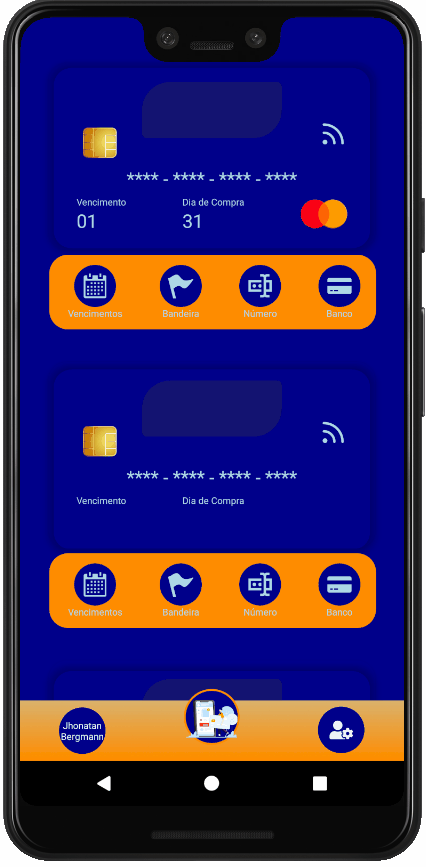 **** - **** - **** - ****
Vencimento Dia de Compra
01 31
Vencimentos Bandeira Número Banco
**** - **** - **** - ****
Vencimento Dia de Compra
Vencimentos Bandeira Número Banco
Jhonatan
Bergmann